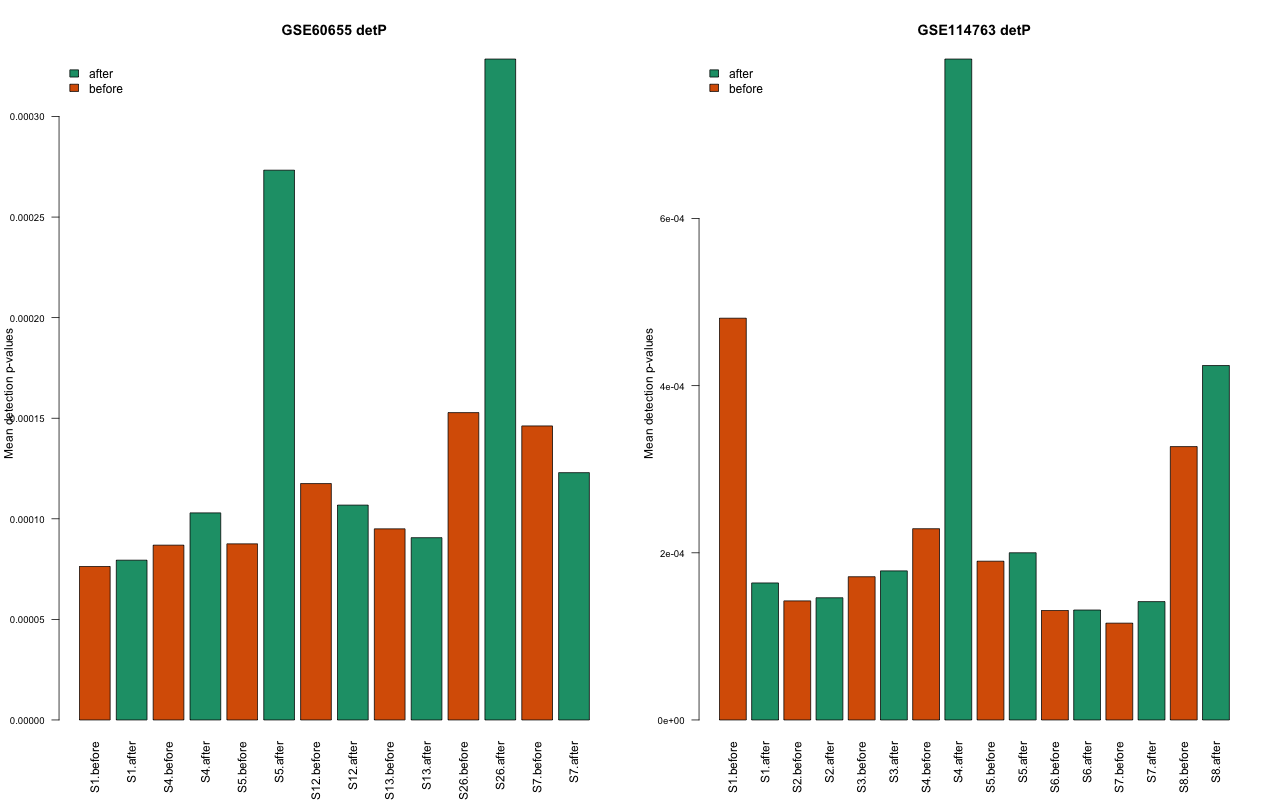 GSE60655 detP
after
before
Mean detection p-values
0.00030
0.00025
0.00020
0.00015
0.00010
0.00005
0.00000
S1.before
S1.after
S4.before
S4.after
S5.before
S5.after
S12.before
S12.after
S13.before
S13.after
S26.before
S26.after
S7.before
S7.after
GSE114763 detP
after
before
Mean detection p-values
6e-04
4e-04
2e-04
0e+00
S1.before
S1.after
S2.before
S2.after
S3.before
S3.after
S4.before
S4.after
S5.before
S5.after
S6.before
S6.after
S7.before
S7.after
S8.before
S8.after